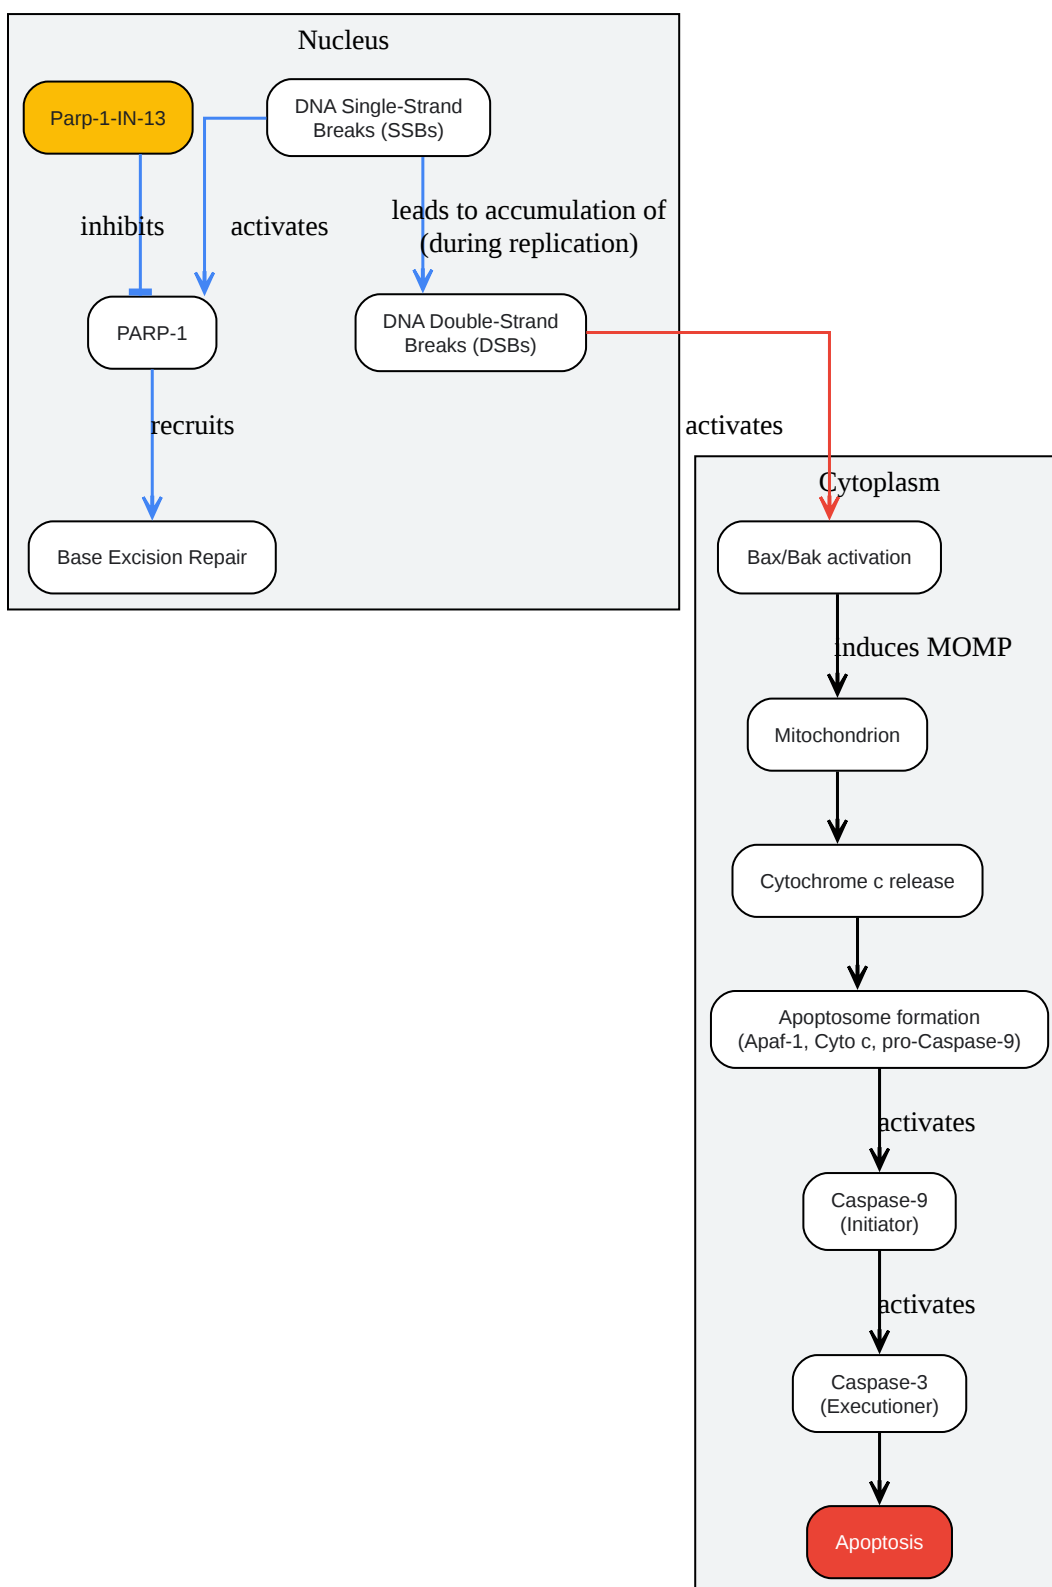 Nucleus
Parp-1-IN-13
DNA Single-Strand
Breaks (SSBs)
inhibits
activates
leads to accumulation of
(during replication)
PARP-1
DNA Double-Strand
Breaks (DSBs)
recruits
activates
Base Excision Repair
Cytoplasm
Bax/Bak activation
induces MOMP
Mitochondrion
Cytochrome c release
Apoptosome formation
(Apaf-1, Cyto c, pro-Caspase-9)
activates
Caspase-9
(Initiator)
activates
Caspase-3
(Executioner)
Apoptosis